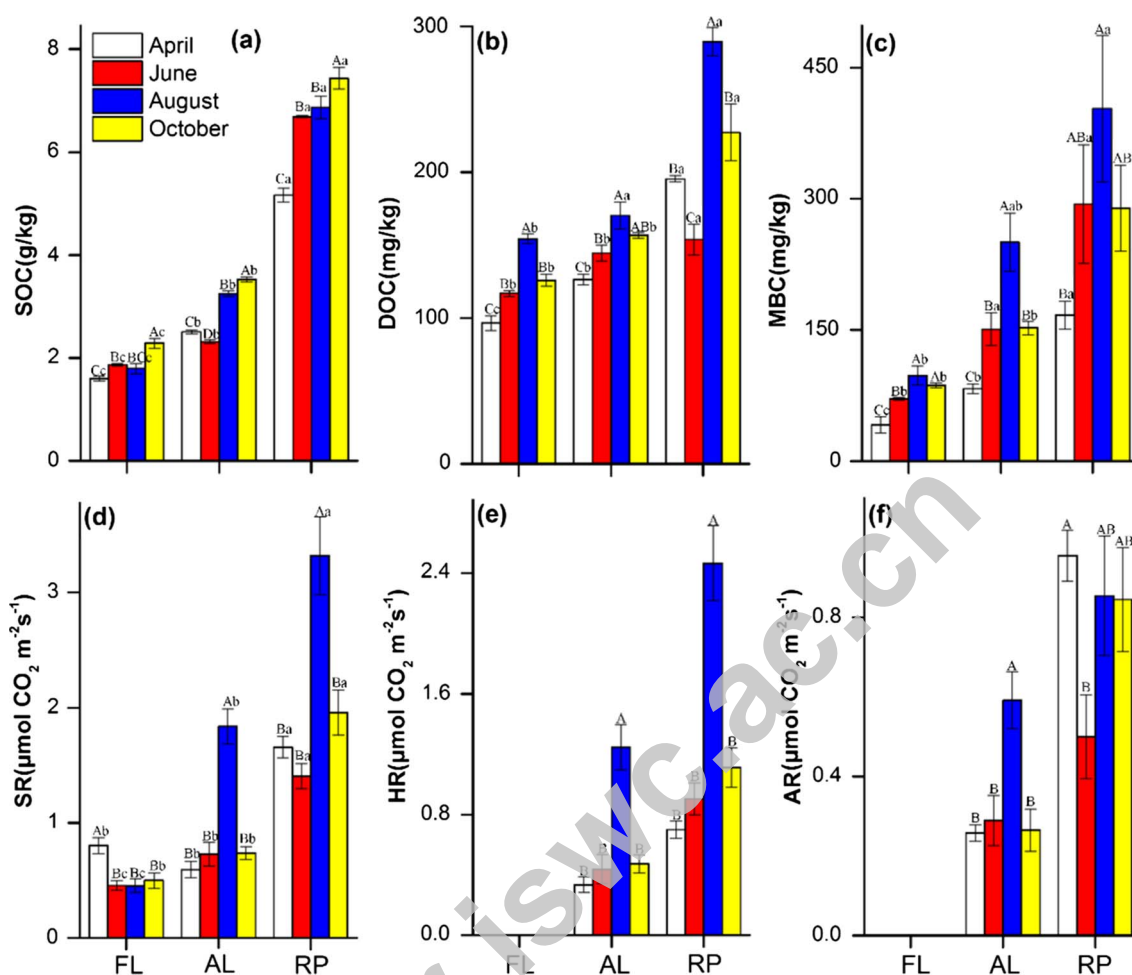 (a)
April
June
August
October
SOC(g/kg)
8
6
4
2
0
Cc Bc BCc Ac
Cb Db Bb Ab
Ca Ba Ba Aa
(b)
DOC(mg/kg)
300
200
100
0
Cc Bb Ab Bb
Cb Bb Aa ABb
Ba Ca Aa Ba
(c)
MBC(mg/kg)
450
300
150
0
Cc Bb Ab Ab
Cb Ba Aab Bb
Ba ABa Aa AB
(d)
SR(μmol CO2 m-2s-1)
3
2
1
0
Ab Bc Bc Bb
Bb Bb Ab Bb
Ba Ba Aa Ba
FL AL RP
(e)
HR(μmol CO2 m-2s-1)
2.4
1.6
0.8
0.0
B B A B
B B A B
FL AL RP
(f)
AR(μmol CO2 m-2s-1)
0.8
0.4
0.0
B B A B
A B AB AB
FL AL RP
r.iswc.ac.cn